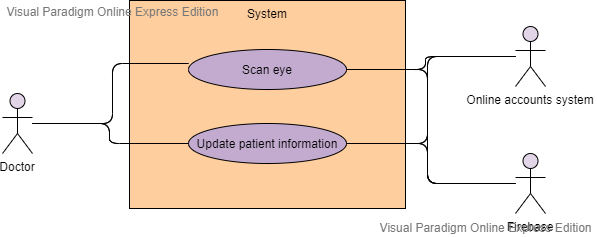 Visual Paradigm Online Express Edition
System
Scan eye
Online accounts system
Update patient information
Doctor
Firebase
Visual Paradigm Online Express Edition